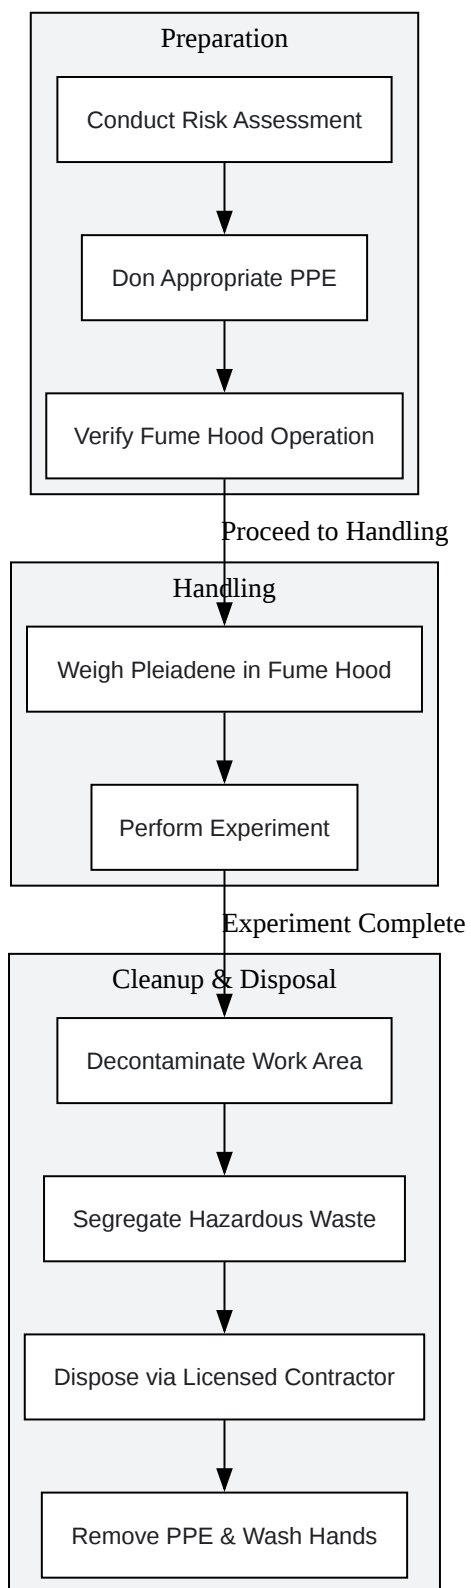 Preparation
Conduct Risk Assessment
Don Appropriate PPE
Verify Fume Hood Operation
Proceed to Handling
Handling
Weigh Pleiadene in Fume Hood
Perform Experiment
Experiment Complete
Cleanup & Disposal
Decontaminate Work Area
Segregate Hazardous Waste
Dispose via Licensed Contractor
Remove PPE & Wash Hands